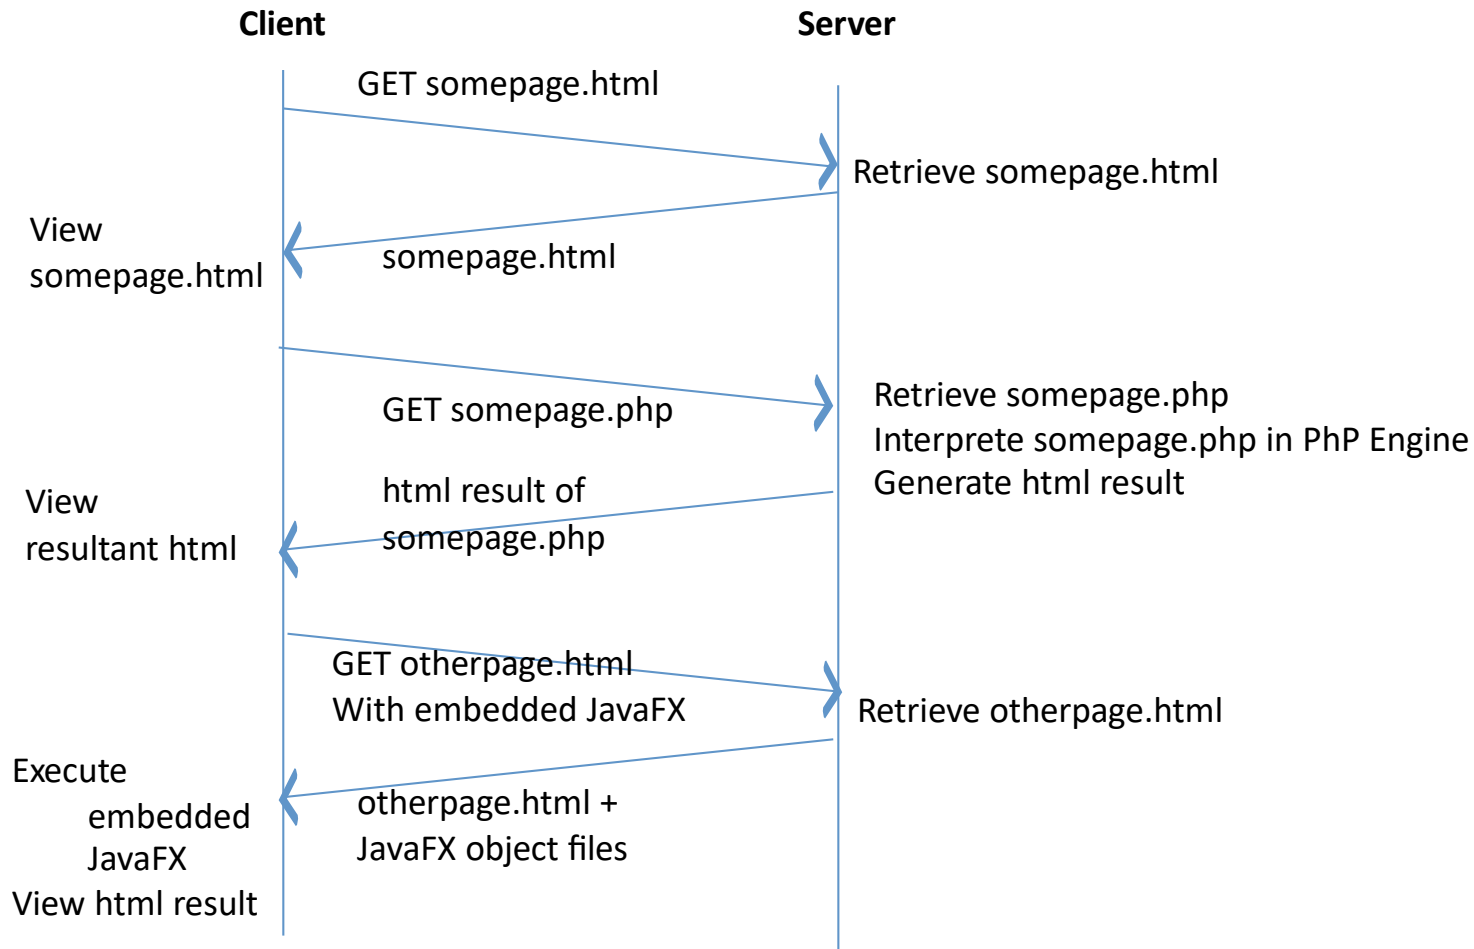 Client
Server
GET somepage.html
Retrieve somepage.html
View
somepage.html
somepage.html
GET somepage.php
Retrieve somepage.php
Interprete somepage.php in PhP Engine
Generate html result
html result of
somepage.php
View
resultant html
GET otherpage.html
With embedded JavaFX
Retrieve otherpage.html
otherpage.html +
JavaFX object files
Execute
embedded
JavaFX
View html result